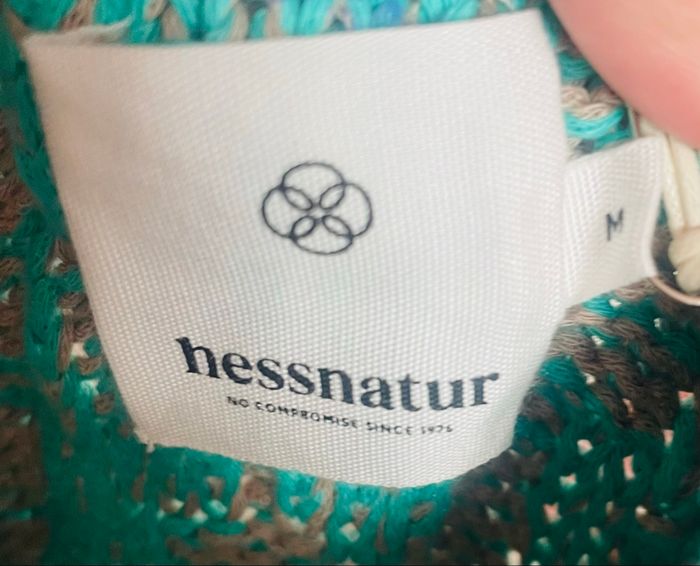 hessnatur
NO COMPROMISE SINCE 1976
M